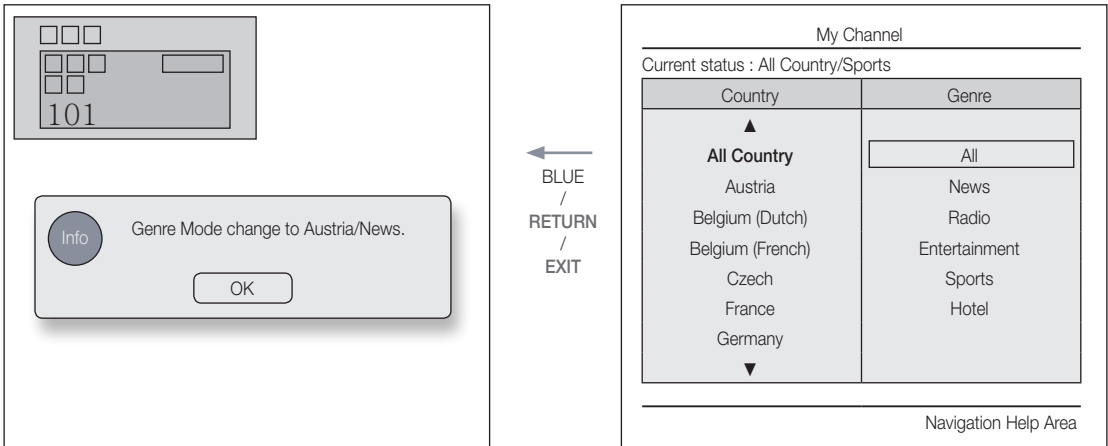 101
Info
Genre Mode change to Austria/News.
OK
BLUE
/
RETURN
/
EXIT
My Channel
Current status : All Country/Sports
Country Genre
▲
All Country All
Austria News
Belgium (Dutch) Radio
Belgium (French) Entertainment
Czech Sports
France Hotel
Germany
▼
Navigation Help Area